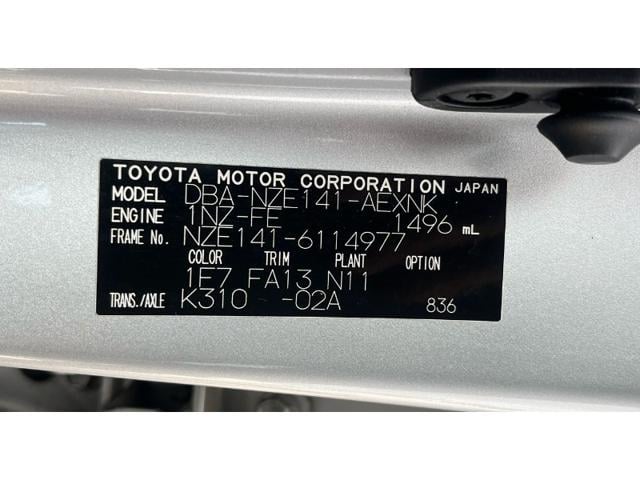 TOYOTA MOTOR CORPORATION JAPAN
MODEL DBA-NZE141-AEXNK
ENGINE 1NZ-FE 1496 mL
FRAME No. NZE141-6114977
COLOR TRIM PLANT OPTION
1E7 FA13 N11
TRANS./AXLE K310 -02A 836